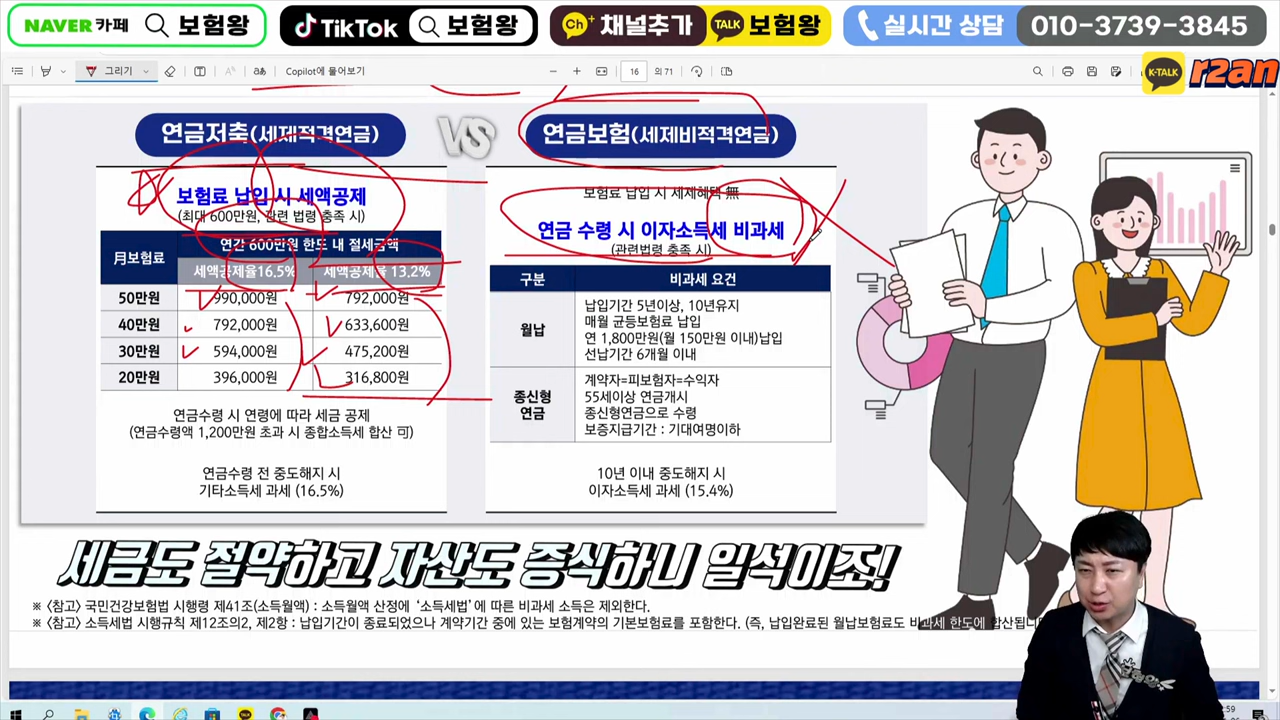 NAVER 카페 보험왕
TikTok 보험왕
Ch+ 채널추가 TALK 보험왕
실시간 상담 010-3739-3845
그리기
가あ
Copilot에 물어보기
16 의 71
K-TALK r2an
연금저축(세제적격연금)
VS
연금보험(세제비적격연금)
보험료 납입 시 세액공제
(최대 600만원, 관련 법령 충족 시)
月보험료
연간 600만원 한도 내 절세금액
세액공제율16.5%
세액공제율 13.2%
50만원 990,000원 792,000원
40만원 792,000원 633,600원
30만원 594,000원 475,200원
20만원 396,000원 316,800원
연금수령 시 연령에 따라 세금 공제
(연금수령액 1,200만원 초과 시 종합소득세 합산 可)
연금수령 전 중도해지 시
기타소득세 과세 (16.5%)
보험료 납입 시 세제혜택 無
연금 수령 시 이자소득세 비과세
(관련법령 충족 시)
구분 비과세 요건
월납
납입기간 5년이상, 10년유지
매월 균등보험료 납입
연 1,800만원(월 150만원 이내)납입
선납기간 6개월 이내
종신형
연금
계약자=피보험자=수익자
55세이상 연금개시
종신형연금으로 수령
보증지급기간 : 기대여명이하
10년 이내 중도해지 시
이자소득세 과세 (15.4%)
세금도 절약하고 자산도 증식하니 일석이조!
※ <참고> 국민건강보험법 시행령 제41조(소득월액) : 소득월액 산정에 '소득세법'에 따른 비과세 소득은 제외한다.
※ <참고> 소득세법 시행규칙 제12조의2, 제2항 : 납입기간이 종료되었으나 계약기간 중에 있는 보험계약의 기본보험료를 포함한다. (즉, 납입완료된 월납보험료도 비과세 한도에 합산됩니
:59